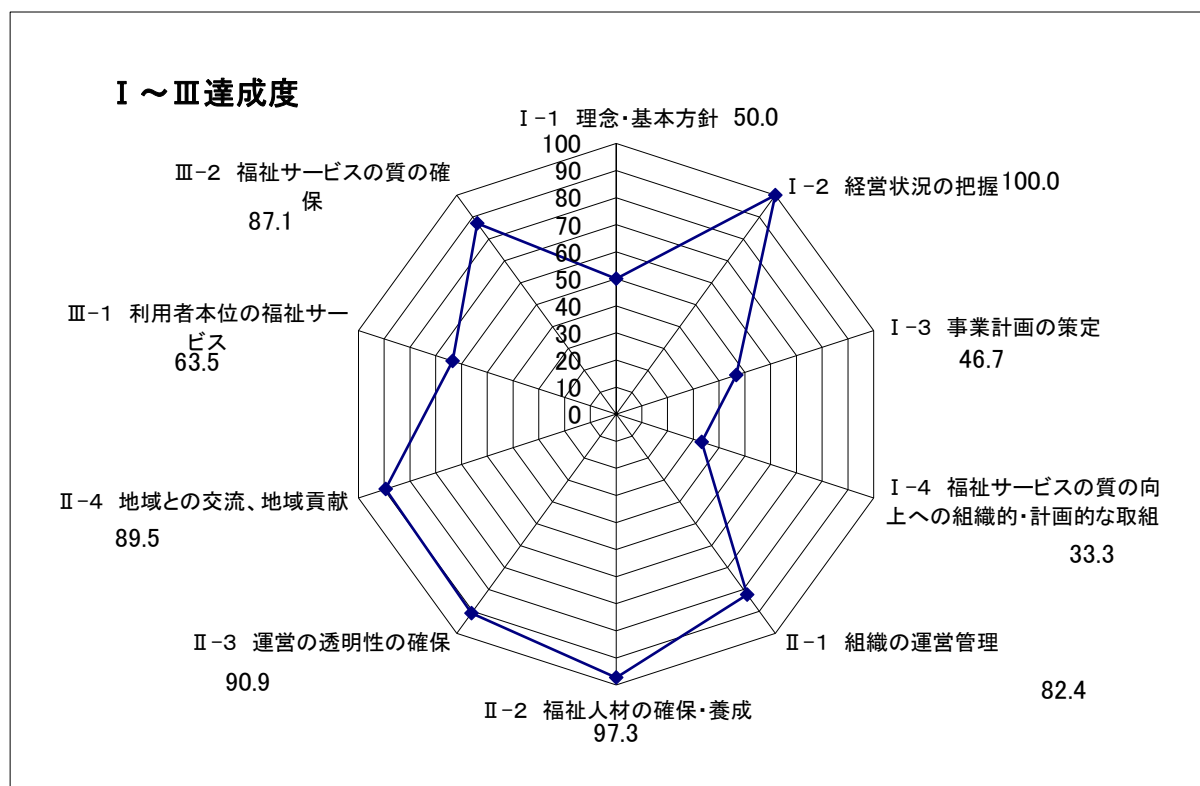 Ⅰ～Ⅲ達成度
Ⅰ-1 理念・基本方針 50.0
Ⅰ-2 経営状況の把握 100.0
Ⅰ-3 事業計画の策定
46.7
Ⅰ-4 福祉サービスの質の向
上への組織的・計画的な取組
33.3
Ⅱ-1 組織の運営管理
82.4
Ⅱ-2 福祉人材の確保・養成
97.3
Ⅱ-3 運営の透明性の確保
90.9
Ⅱ-4 地域との交流、地域貢献
89.5
Ⅲ-1 利用者本位の福祉サー
ビス
63.5
Ⅲ-2 福祉サービスの質の確
保
87.1
100
90
80
70
60
50
40
30
20
10
0